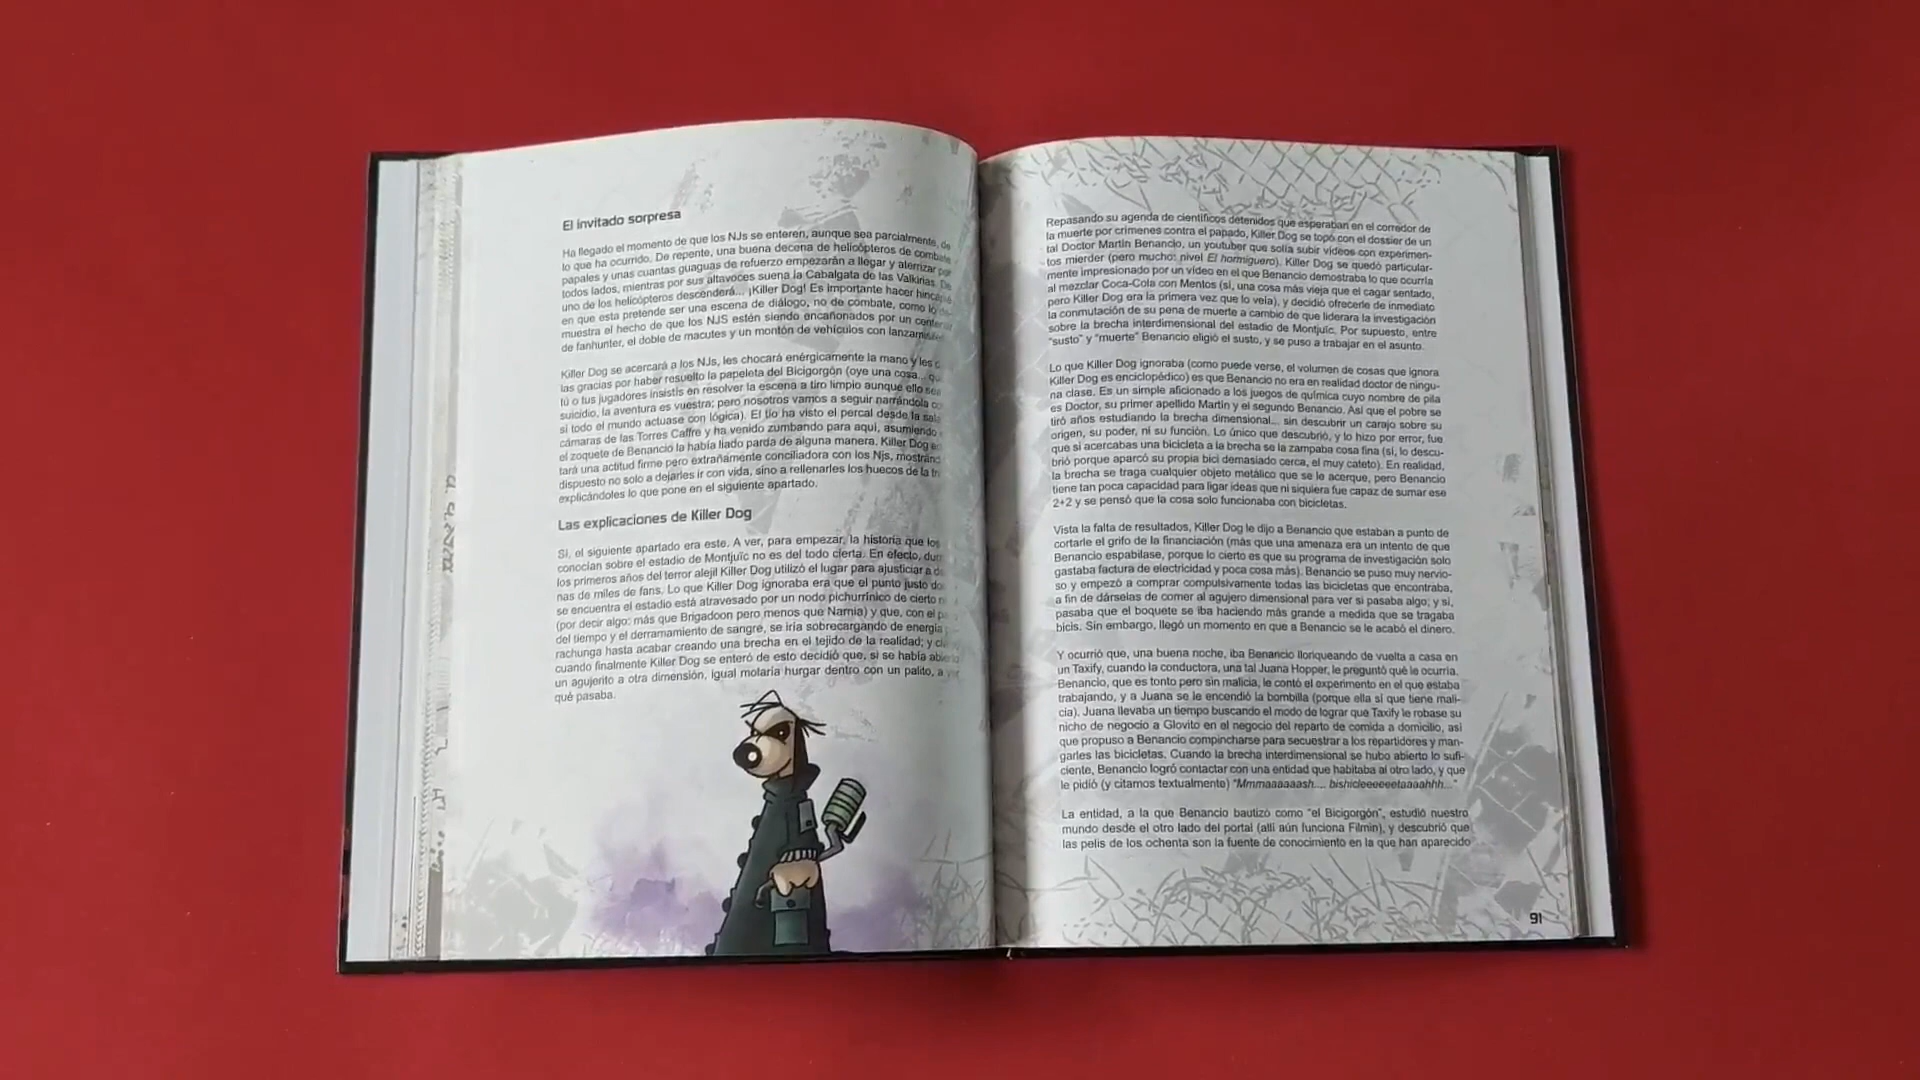 El invitado sorpresa
Ha llegado el momento de que los NJs se enteren, aunque sea parcialmente, de
lo que ha ocurrido. De repente, una buena decena de helicópteros de combate
papales y unas cuantas guaguas de refuerzo empezarán a llegar y aterrizar por
todos lados, mientras por sus altavoces suena la Cabalgata de las Valkirias. De
uno de los helicópteros descenderá... ¡Killer Dog! Es importante hacer hincapié
en que esta pretende ser una escena de diálogo, no de combate, como lo
muestra el hecho de que los NJS estén siendo encañonados por un
de fanhunter, el doble de macutes y un montón de vehículos con
Killer Dog se acercará a los NJs, les chocará enérgicamente la mano y les
las gracias por haber resuelto la papeleta del Bicigorgón (oye una cosa...
tú o tus jugadores insistís en resolver la escena a tiro limpio aunque ello sea
suicidio, la aventura es vuestra; pero nosotros vamos a seguir narrándola
si todo el mundo actuase con lógica). El tío ha visto el percal desde la sala
cámaras de las Torres Caffre y ha venido zumbando para aquí, asumiendo
el zoquete de Benancio la había liado parda de alguna manera. Killer Dog
tará una actitud firme pero extrañamente conciliadora con los Njs,
dispuesto no solo a dejarles ir con vida, sino a rellenarles los huecos de la
explicándoles lo que pone en el siguiente apartado.
Las explicaciones de Killer Dog
Sí, el siguiente apartado era este. A ver, para empezar, la historia que los
conocían sobre el estadio de Montjuïc no es del todo cierta. En efecto,
los primeros años del terror alejil Killer Dog utilizó el lugar para ajusticiar a
nas de miles de fans. Lo que Killer Dog ignoraba era que el punto justo
se encuentra el estadio está atravesado por un nodo pichurrínico de cierto
(por decir algo: más que Brigadoon pero menos que Narnia) y que, con el
del tiempo y el derramamiento de sangre, se iría sobrecargando de energía
rachunga hasta acabar creando una brecha en el tejido de la realidad; y
cuando finalmente Killer Dog se enteró de esto decidió que, si se había
un agujerito a otra dimensión, igual molaría hurgar dentro con un palito, a
qué pasaba.
Repasando su agenda de científicos detenidos que esperaban en el corredor de
la muerte por crímenes contra el papado, Killer Dog se topó con el dossier de un
tal Doctor Martín Benancio, un youtuber que solía subir vídeos con experimen-
tos mierder (pero mucho: nivel El hormiguero). Killer Dog se quedó particular-
mente impresionado por un vídeo en el que Benancio demostraba lo que ocurría
al mezclar Coca-Cola con Mentos (sí, una cosa más vieja que el cagar sentado,
pero Killer Dog era la primera vez que lo veía), y decidió ofrecerle de inmediato
la conmutación de su pena de muerte a cambio de que liderara la investigación
sobre la brecha interdimensional del estadio de Montjuïc. Por supuesto, entre
"susto" y "muerte" Benancio eligió el susto, y se puso a trabajar en el asunto.
Lo que Killer Dog ignoraba (como puede verse, el volumen de cosas que ignora
Killer Dog es enciclopédico) es que Benancio no era en realidad doctor de ningu-
na clase. Es un simple aficionado a los juegos de química cuyo nombre de pila
es Doctor, su primer apellido Martín y el segundo Benancio. Así que el pobre se
tiró años estudiando la brecha dimensional... sin descubrir un carajo sobre su
origen, su poder, ni su función. Lo único que descubrió, y lo hizo por error, fue
que si acercabas una bicicleta a la brecha se la zampaba cosa fina (sí, lo descu-
brió porque aparcó su propia bici demasiado cerca, el muy cateto). En realidad,
la brecha se traga cualquier objeto metálico que se le acerque, pero Benancio
tiene tan poca capacidad para ligar ideas que ni siquiera fue capaz de sumar ese
2+2 y se pensó que la cosa solo funcionaba con bicicletas.
Vista la falta de resultados, Killer Dog le dijo a Benancio que estaban a punto de
cortarle el grifo de la financiación (más que una amenaza era un intento de que
Benancio espabilase, porque lo cierto es que su programa de investigación solo
gastaba factura de electricidad y poca cosa más). Benancio se puso muy nervio-
so y empezó a comprar compulsivamente todas las bicicletas que encontraba,
a fin de dárselas de comer al agujero dimensional para ver si pasaba algo; y sí,
pasaba que el boquete se iba haciendo más grande a medida que se tragaba
bicis. Sin embargo, llegó un momento en que a Benancio se le acabó el dinero.
Y ocurrió que, una buena noche, iba Benancio lloriqueando de vuelta a casa en
un Taxify, cuando la conductora, una tal Juana Hopper, le preguntó qué le ocurría.
Benancio, que es tonto pero sin malicia, le contó el experimento en el que estaba
trabajando, y a Juana se le encendió la bombilla (porque ella sí que tiene mali-
cia). Juana llevaba un tiempo buscando el modo de lograr que Taxify le robase su
nicho de negocio a Glovito en el negocio del reparto de comida a domicilio, así
que propuso a Benancio compincharse para secuestrar a los repartidores y man-
garles las bicicletas. Cuando la brecha interdimensional se hubo abierto lo sufi-
ciente, Benancio logró contactar con una entidad que habitaba al otro lado, y que
le pidió (y citamos textualmente) "Mmmaaaaaash.... bishicleeeeeetaaaahhh..."
La entidad, a la que Benancio bautizó como "el Bicigorgón", estudió nuestro
mundo desde el otro lado del portal (allí aún funciona Filmin), y descubrió que
las pelis de los ochenta son la fuente de conocimiento en la que han aparecido
91